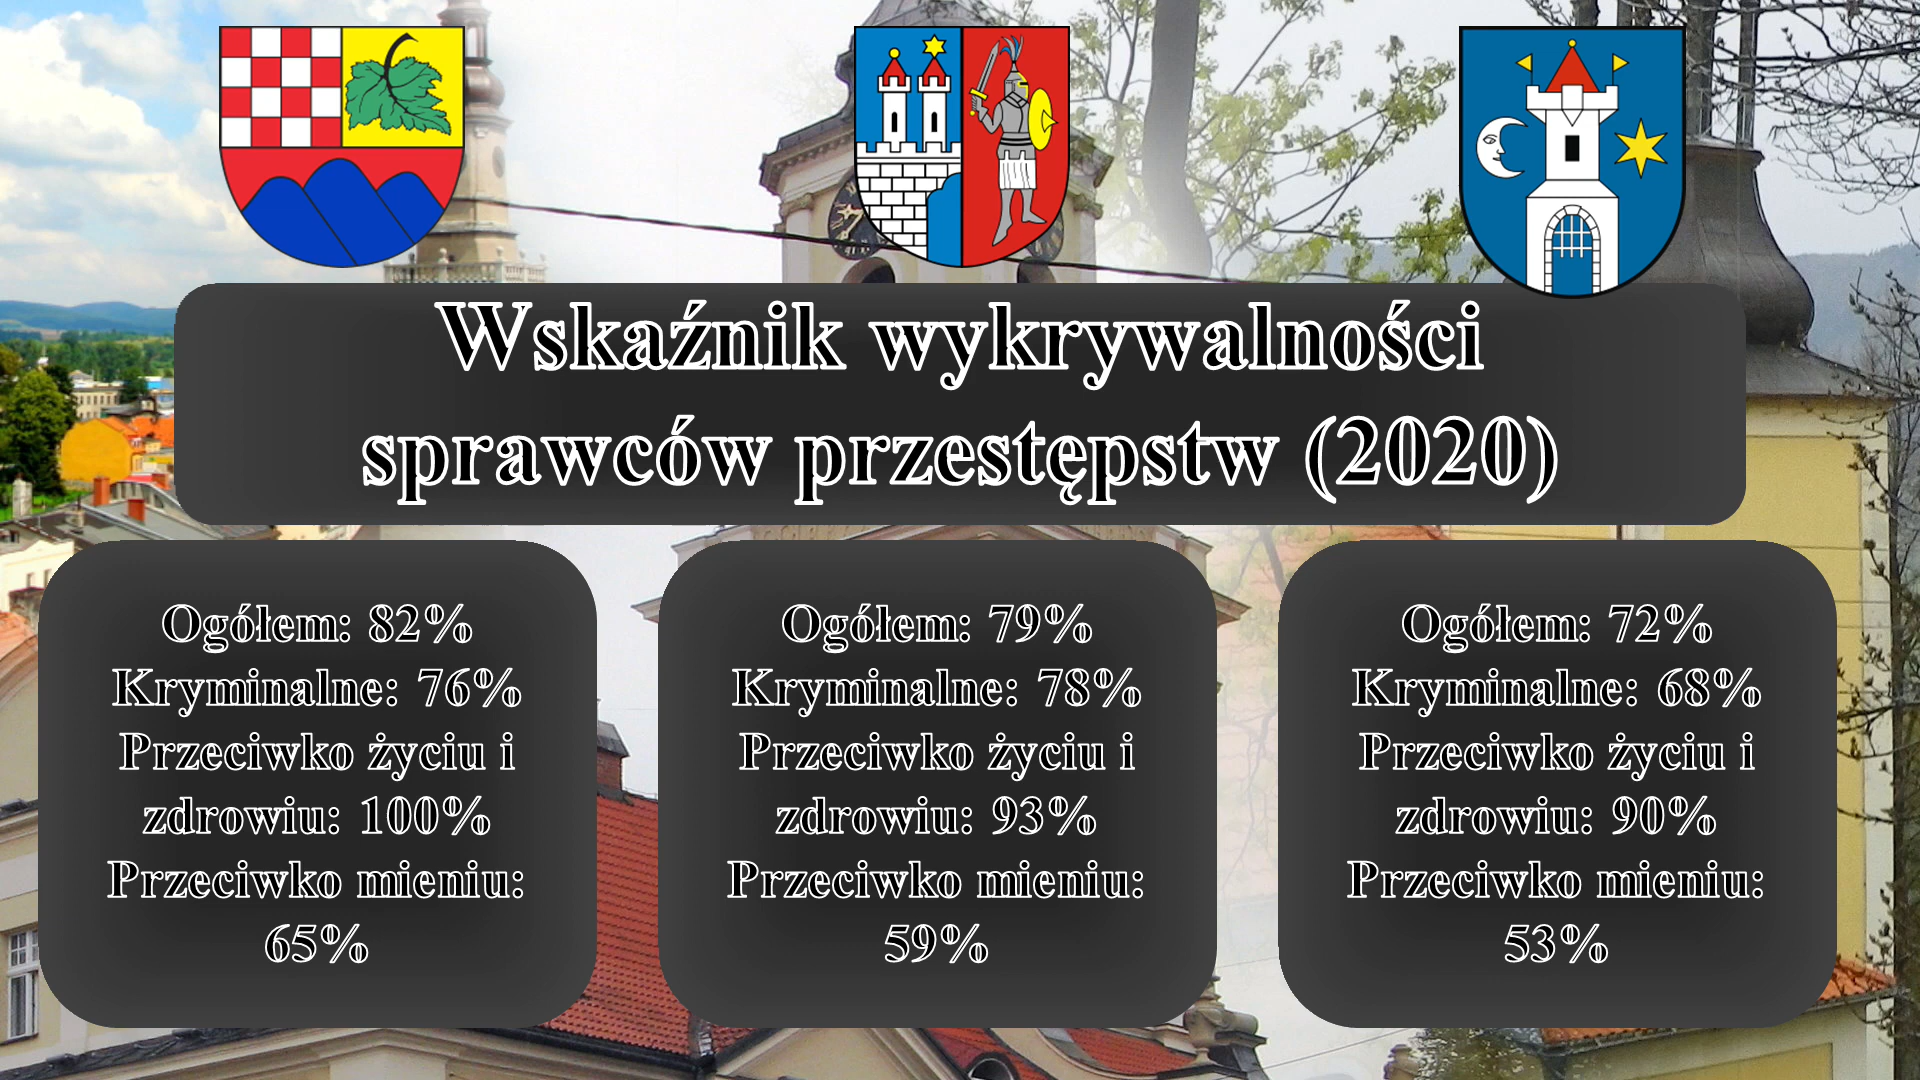 Wskaźnik wykrywalności
sprawców przestępstw (2020)
Ogółem: 82%
Kryminalne: 76%
Przeciwko życiu i
zdrowiu: 100%
Przeciwko mieniu:
65%
Ogółem: 79%
Kryminalne: 78%
Przeciwko życiu i
zdrowiu: 93%
Przeciwko mieniu:
59%
Ogółem: 72%
Kryminalne: 68%
Przeciwko życiu i
zdrowiu: 90%
Przeciwko mieniu:
53%